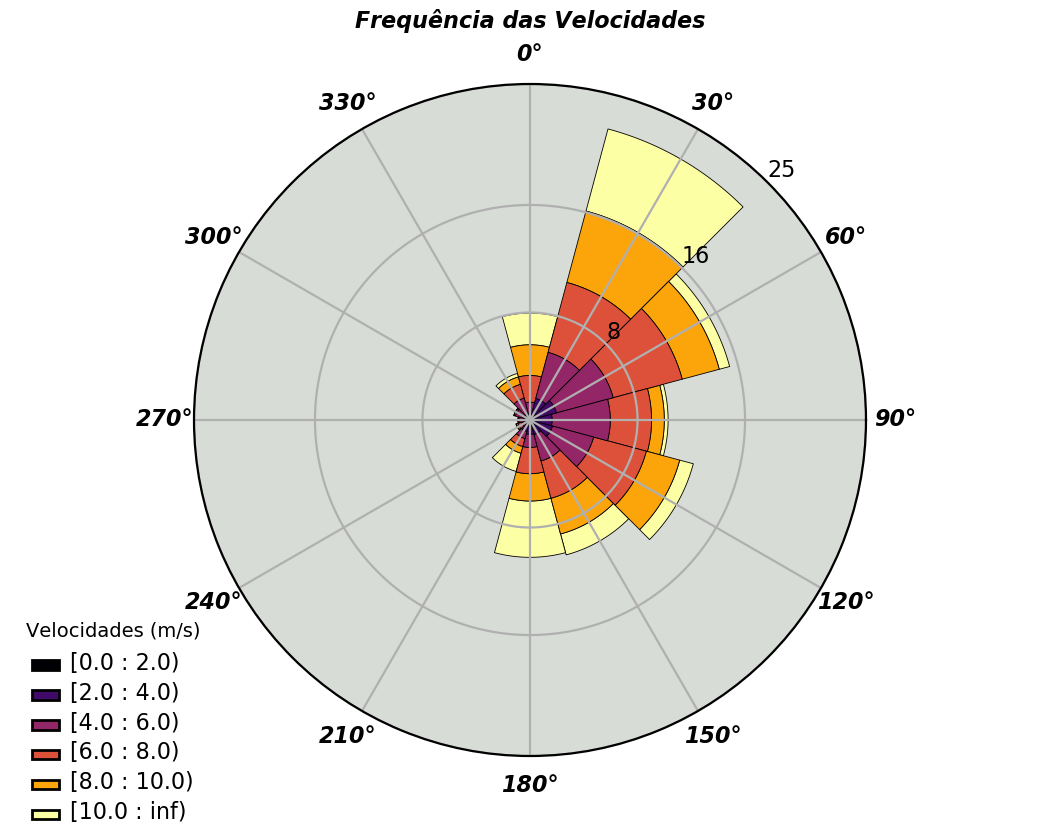 Frequência das Velocidades
0°
330°
30°
25
300°
60°
16
8
270°
90°
240°
120°
210°
150°
180°
Velocidades (m/s)
[0.0 : 2.0)
[2.0 : 4.0)
[4.0 : 6.0)
[6.0 : 8.0)
[8.0 : 10.0)
[10.0 : inf)